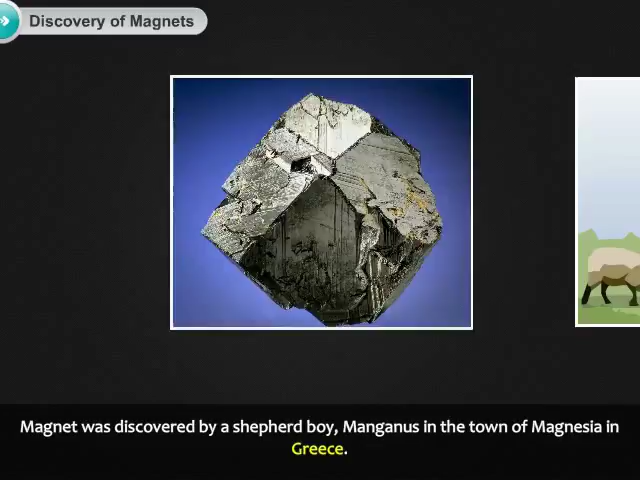 Discovery of Magnets
Magnet was discovered by a shepherd boy, Manganus in the town of Magnesia in
Greece.